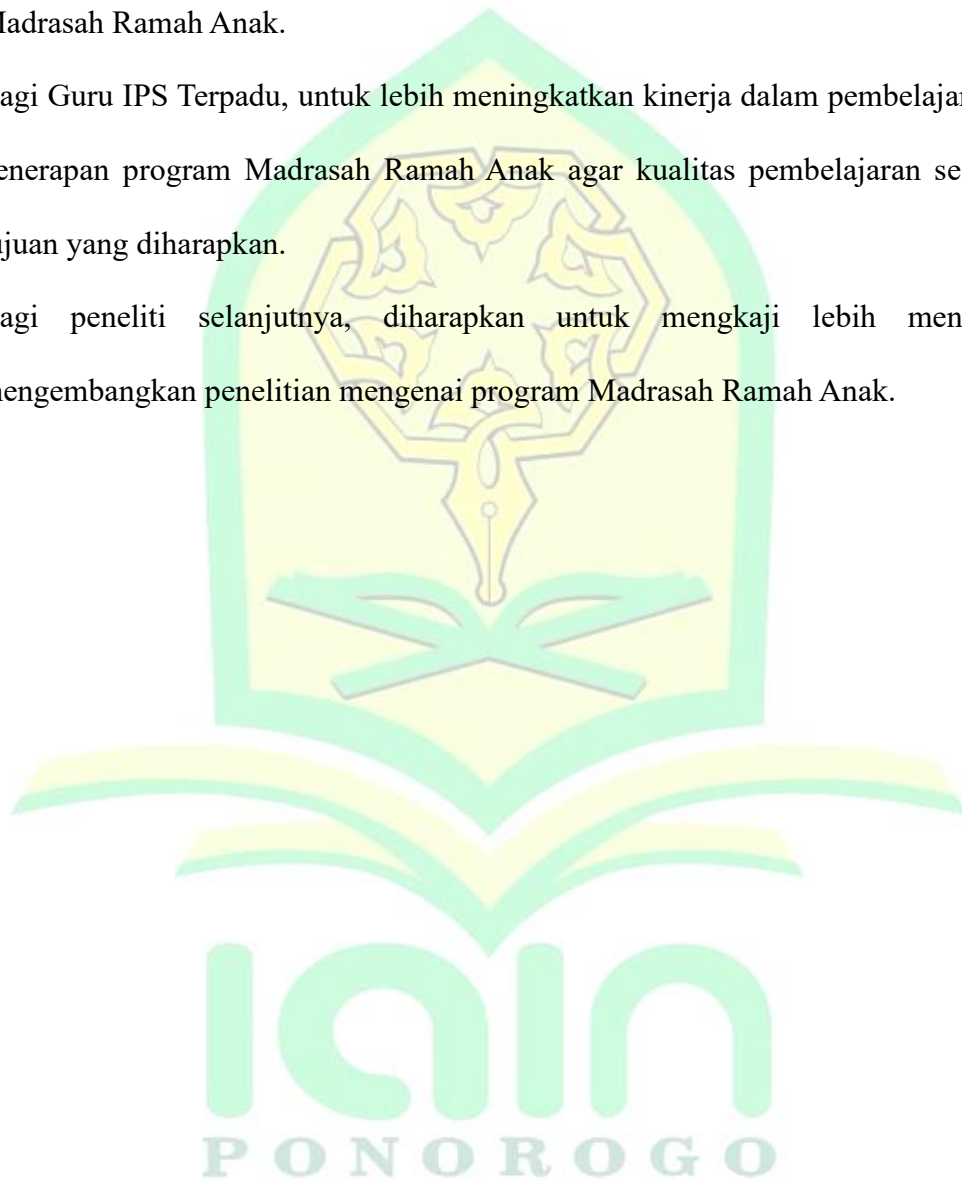 Madrasah Ramah Anak.
agi Guru IPS Terpadu, untuk lebih meningkatkan kinerja dalam pembelajar
enerapan program Madrasah Ramah Anak agar kualitas pembelajaran se
ujuan yang diharapkan.
agi peneliti selanjutnya, diharapkan untuk mengkaji lebih men
mengembangkan penelitian mengenai program Madrasah Ramah Anak.
iain
PONOROGO